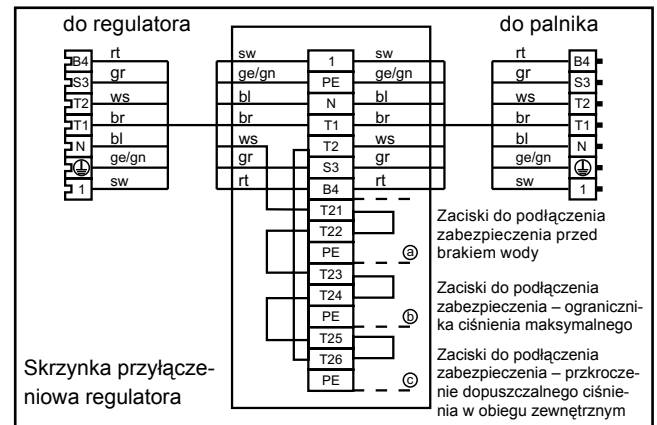 do regulatora
do palnika
B4 rt
S3 gr
T2 ws
T1 br
N bl
ge/gn
1 sw
sw 1 sw
ge/gn PE ge/gn
bl N bl
br T1 br
ws T2 ws
gr S3 gr
rt B4 rt
T21
T22
PE a
T23
T24
PE b
T25
T26
PE c
rt B4
gr S3
ws T2
br T1
bl N
ge/gn
sw 1
Zaciski do podłączenia
zabezpieczenia przed
brakiem wody
Zaciski do podłączenia
zabezpieczenia – ograniczni-
ka ciśnienia maksymalnego
Zaciski do podłączenia
zabezpieczenia – przkrocze-
nie dopuszczalnego ciśnie-
nia w obiegu zewnętrznym
Skrzynka przyłącze-
niowa regulatora